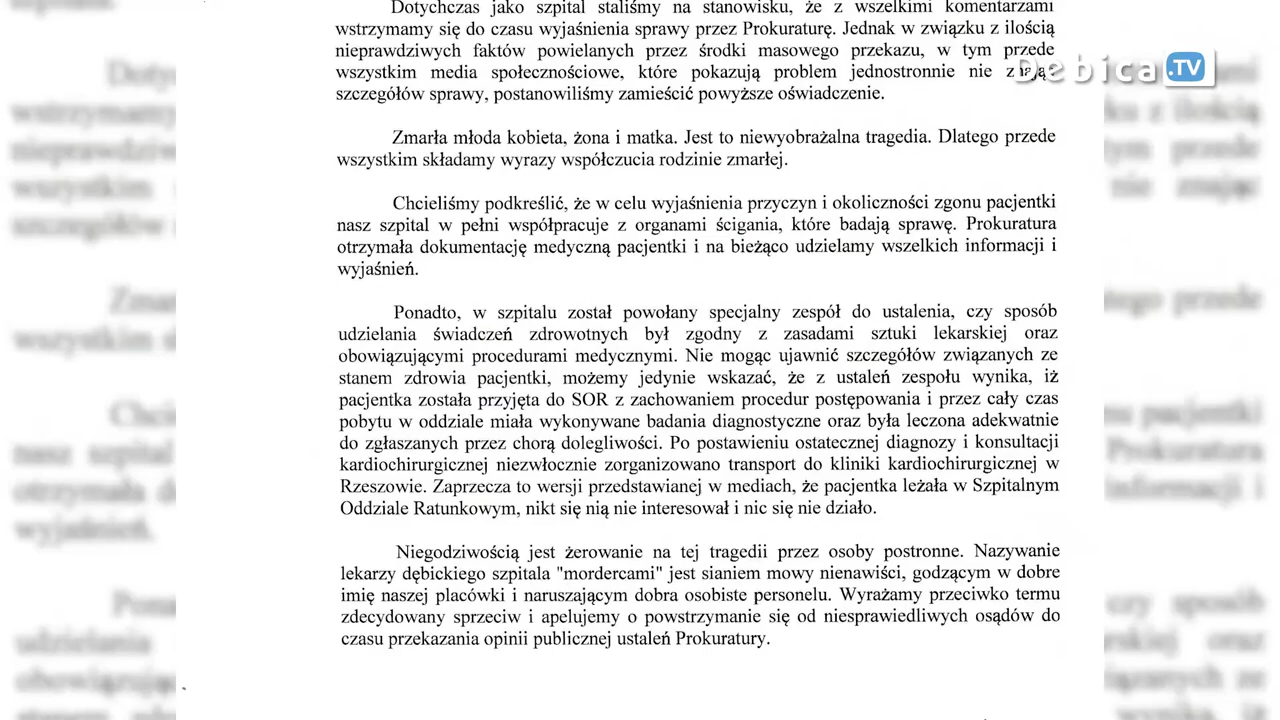 Dotychczas jako szpital staliśmy na stanowisku, że z wszelkimi komentarzami
wstrzymamy się do czasu wyjaśnienia sprawy przez Prokuraturę. Jednak w związku z ilością
nieprawdziwych faktów powielanych przez środki masowego przekazu, w tym przede
wszystkim media społecznościowe, które pokazują problem jednostronnie nie znając
szczegółów sprawy, postanowiliśmy zamieścić powyższe oświadczenie.
Debica.TV
Zmarła młoda kobieta, żona i matka. Jest to niewyobrażalna tragedia. Dlatego przede
wszystkim składamy wyrazy współczucia rodzinie zmarłej.
Chcieliśmy podkreślić, że w celu wyjaśnienia przyczyn i okoliczności zgonu pacjentki
nasz szpital w pełni współpracuje z organami ścigania, które badają sprawę. Prokuratura
otrzymała dokumentację medyczną pacjentki i na bieżąco udzielamy wszelkich informacji i
wyjaśnień.
Ponadto, w szpitalu został powołany specjalny zespół do ustalenia, czy sposób
udzielania świadczeń zdrowotnych był zgodny z zasadami sztuki lekarskiej oraz
obowiązującymi procedurami medycznymi. Nie mogąc ujawnić szczegółów związanych ze
stanem zdrowia pacjentki, możemy jedynie wskazać, że z ustaleń zespołu wynika, iż
pacjentka została przyjęta do SOR z zachowaniem procedur postępowania i przez cały czas
pobytu w oddziale miała wykonywane badania diagnostyczne oraz była leczona adekwatnie
do zgłaszanych przez chorą dolegliwości. Po postawieniu ostatecznej diagnozy i konsultacji
kardiochirurgicznej niezwłocznie zorganizowano transport do kliniki kardiochirurgicznej w
Rzeszowie. Zaprzecza to wersji przedstawianej w mediach, że pacjentka leżała w Szpitalnym
Oddziale Ratunkowym, nikt się nią nie interesował i nic się nie działo.
Niegodziwością jest żerowanie na tej tragedii przez osoby postronne. Nazywanie
lekarzy dębickiego szpitala "mordercami" jest sianiem mowy nienawiści, godzącym w dobre
imię naszej placówki i naruszającym dobra osobiste personelu. Wyrażamy przeciwko termu
zdecydowany sprzeciw i apelujemy o powstrzymanie się od niesprawiedliwych osądów do
czasu przekazania opinii publicznej ustaleń Prokuratury.